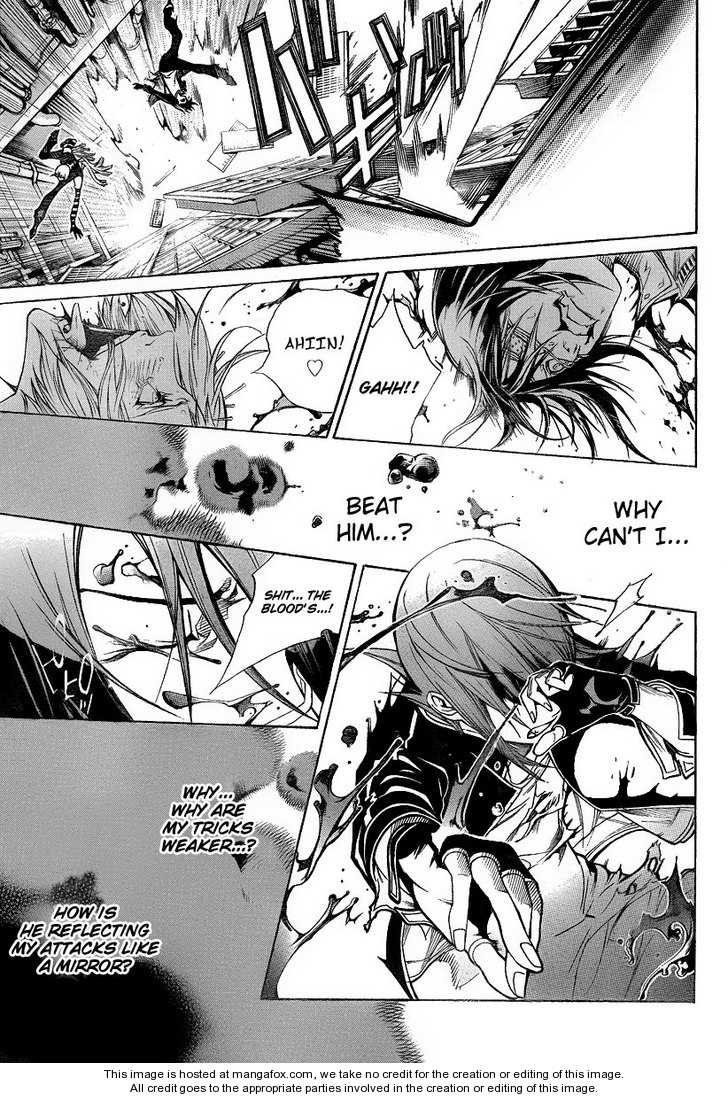 GAHH!!
AHIIN!
♡
WHY
CAN'T I...
BEAT
HIM...?
SHIT... THE
BLOOD'S...!
WHY...
WHY ARE
MY TRICKS
WEAKER...?
HOW IS
HE REFLECTING
MY ATTACKS LIKE
A MIRROR?
This image is hosted at mangafox.com, we take no credit for the creation or editing of this image.
All credit goes to the appropriate parties involved in the creation or editing of this image.